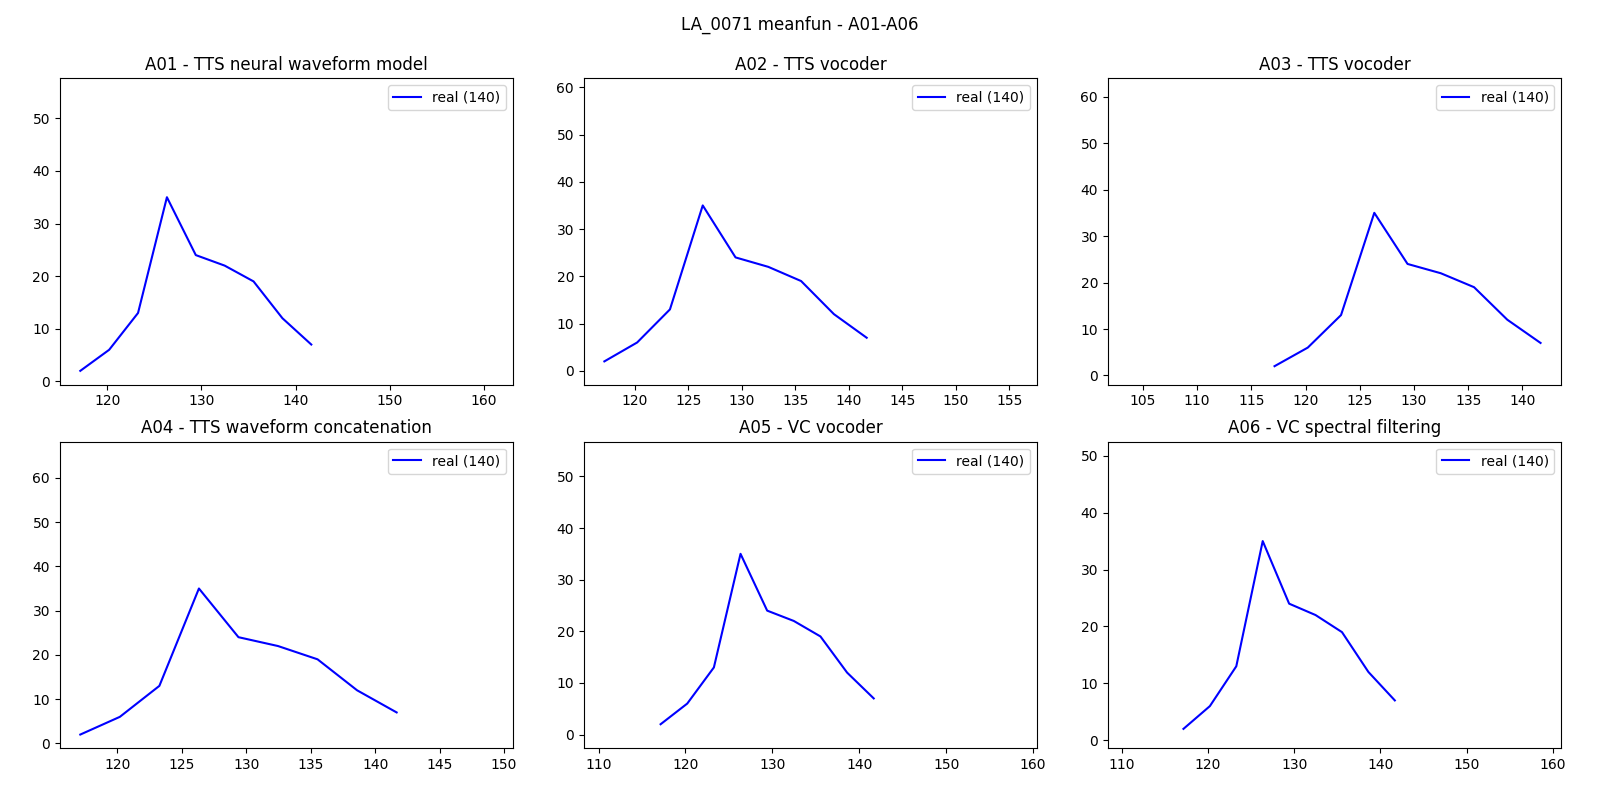 LA_0071 meanfun - A01-A06
A01 - TTS neural waveform model
real (140)
50
40
30
20
10
0
120 130 140 150 160
A02 - TTS vocoder
real (140)
60
50
40
30
20
10
0
120 125 130 135 140 145 150 155
A03 - TTS vocoder
real (140)
60
50
40
30
20
10
0
105 110 115 120 125 130 135 140
A04 - TTS waveform concatenation
real (140)
60
50
40
30
20
10
0
120 125 130 135 140 145 150
A05 - VC vocoder
real (140)
50
40
30
20
10
0
110 120 130 140 150 160
A06 - VC spectral filtering
real (140)
50
40
30
20
10
0
110 120 130 140 150 160